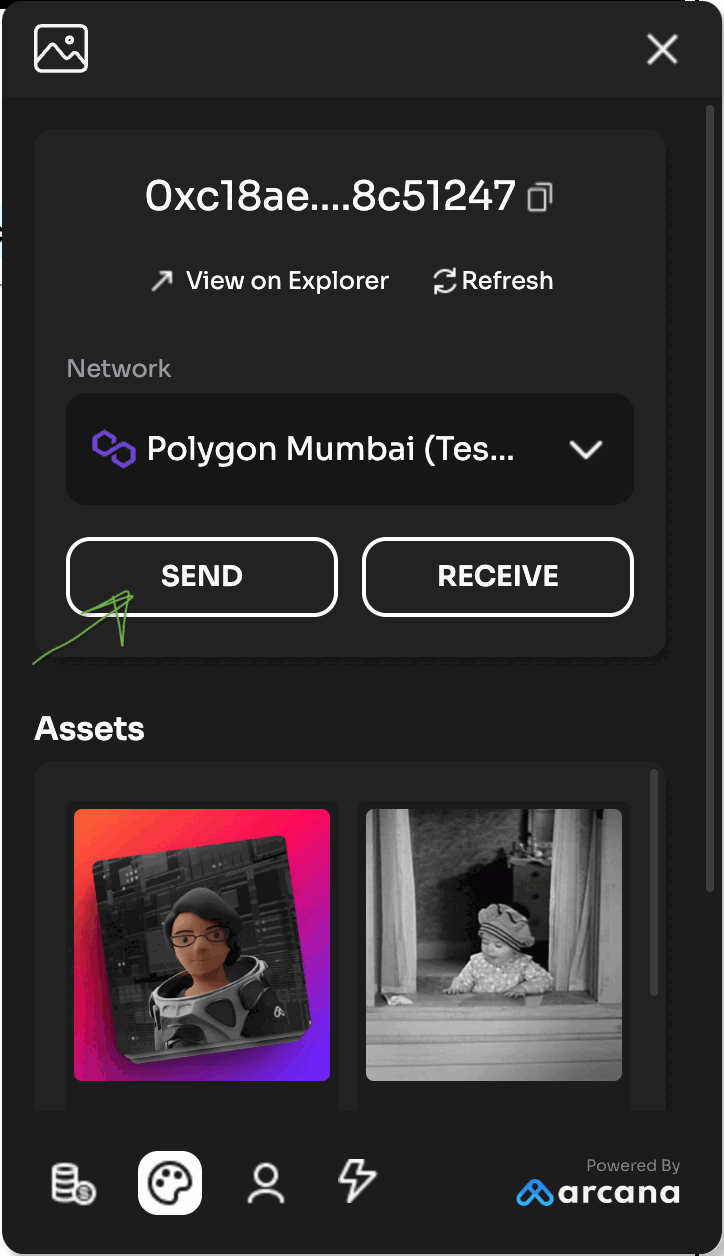 0xc18ae....8c51247
View on Explorer Refresh
Network
Polygon Mumbai (Tes...
SEND RECEIVE
Assets
Powered By
arcana